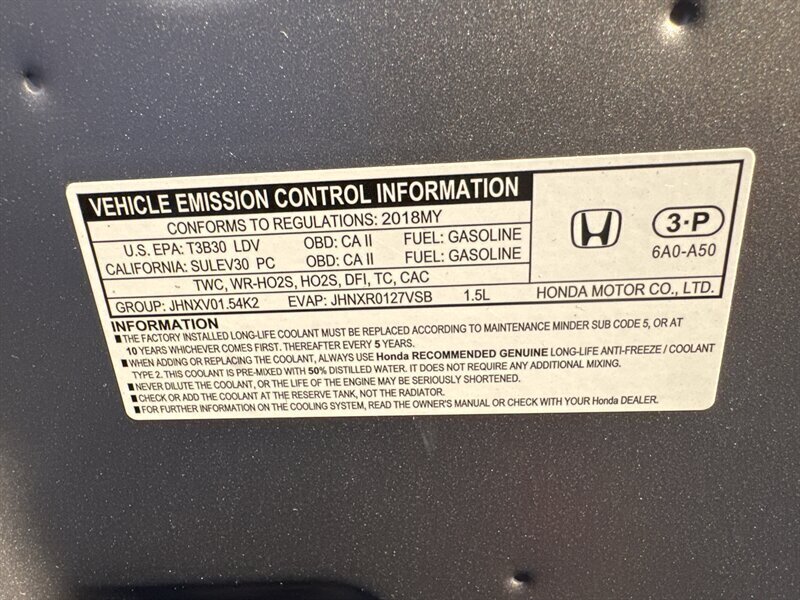 VEHICLE EMISSION CONTROL INFORMATION
CONFORMS TO REGULATIONS: 2018MY
U.S. EPA: T3B30 LDV OBD: CA II FUEL: GASOLINE
CALIFORNIA: SULEV30 PC OBD: CA II FUEL: GASOLINE
TWC, WR-HO2S, HO2S, DFI, TC, CAC
GROUP: JHNXV01.54K2 EVAP: JHNXR0127VSB 1.5L
3·P
6A0-A50
HONDA MOTOR CO., LTD.
INFORMATION
■THE FACTORY INSTALLED LONG-LIFE COOLANT MUST BE REPLACED ACCORDING TO MAINTENANCE MINDER SUB CODE 5, OR AT
10 YEARS WHICHEVER COMES FIRST, THEREAFTER EVERY 5 YEARS.
■WHEN ADDING OR REPLACING THE COOLANT, ALWAYS USE Honda RECOMMENDED GENUINE LONG-LIFE ANTI-FREEZE / COOLANT
TYPE 2. THIS COOLANT IS PRE-MIXED WITH 50% DISTILLED WATER. IT DOES NOT REQUIRE ANY ADDITIONAL MIXING.
■NEVER DILUTE THE COOLANT, OR THE LIFE OF THE ENGINE MAY BE SERIOUSLY SHORTENED.
■CHECK OR ADD THE COOLANT AT THE RESERVE TANK, NOT THE RADIATOR.
■FOR FURTHER INFORMATION ON THE COOLING SYSTEM, READ THE OWNER'S MANUAL OR CHECK WITH YOUR Honda DEALER.